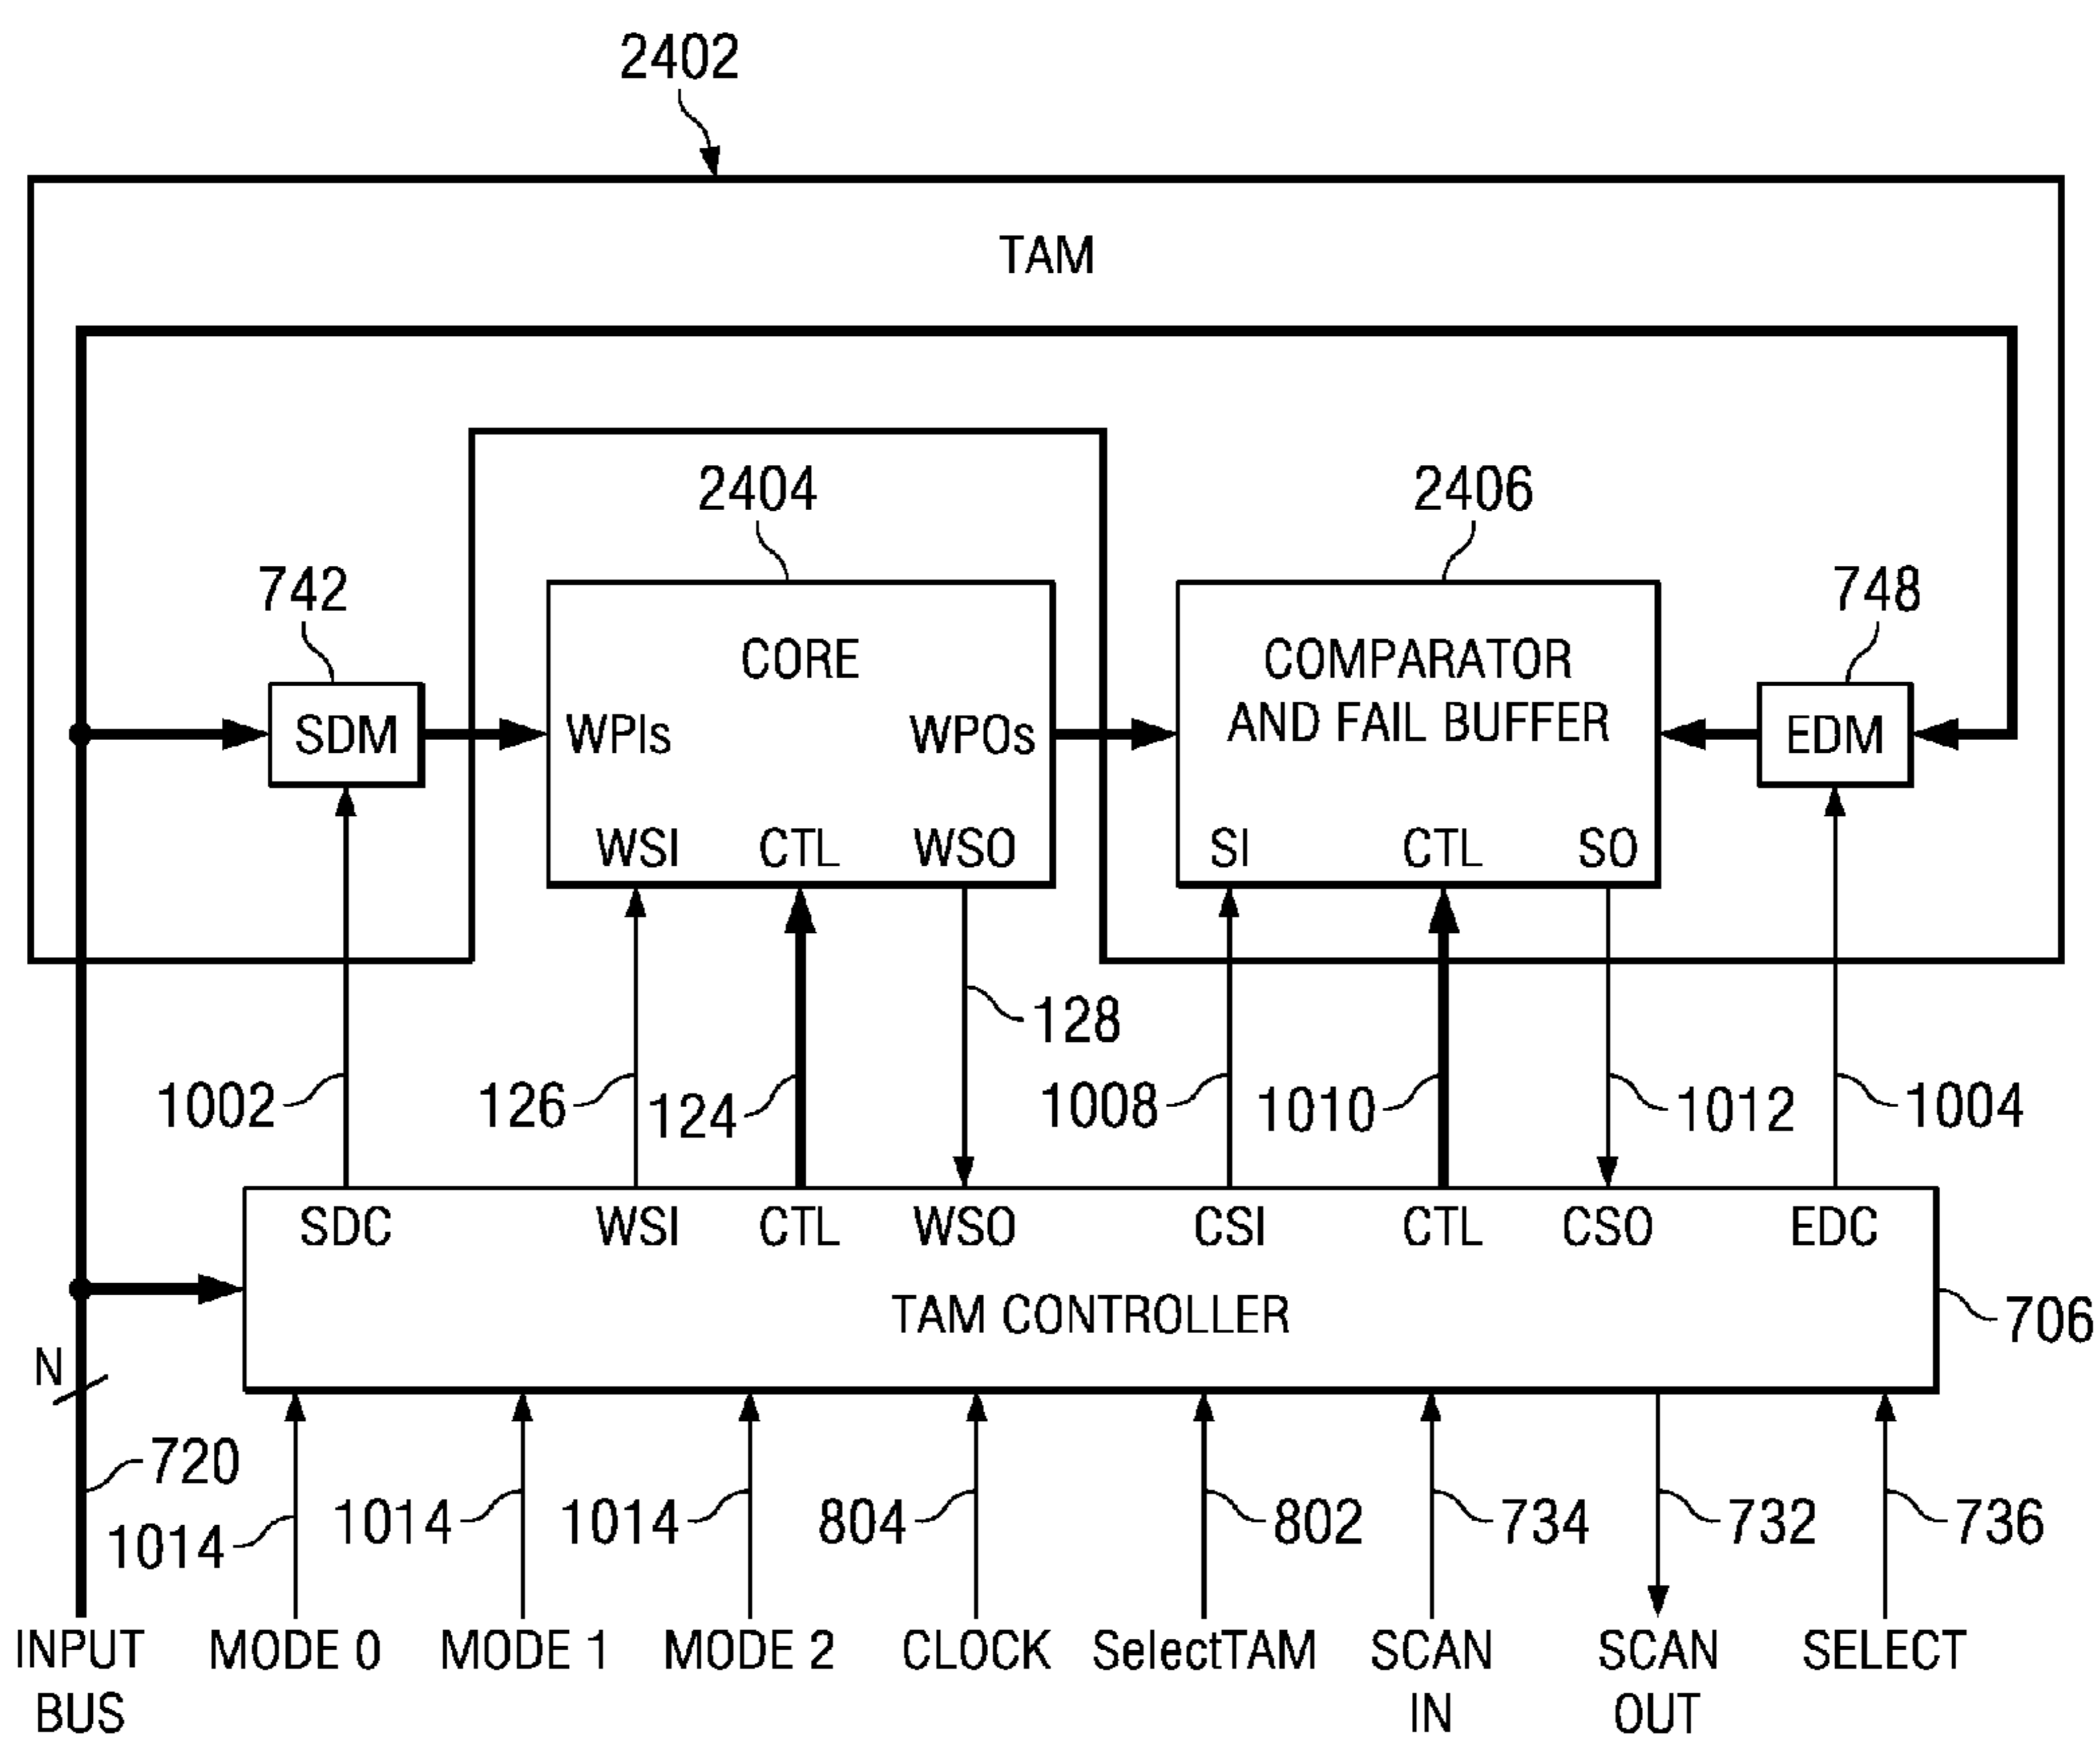 2402
TAM
2404
2406
742
748
CORE
COMPARATOR
AND FAIL BUFFER
SDM
WPIs
WPOs
EDM
WSI
CTL
WSO
SI
CTL
SO
128
1002
126
124
1008
1010
1012
1004
SDC
WSI
CTL
WSO
CSI
CTL
CSO
EDC
TAM CONTROLLER
706
N
720
1014
1014
1014
804
802
734
732
736
INPUT
BUS
MODE 0
MODE 1
MODE 2
CLOCK
SelectTAM
SCAN
IN
SCAN
OUT
SELECT